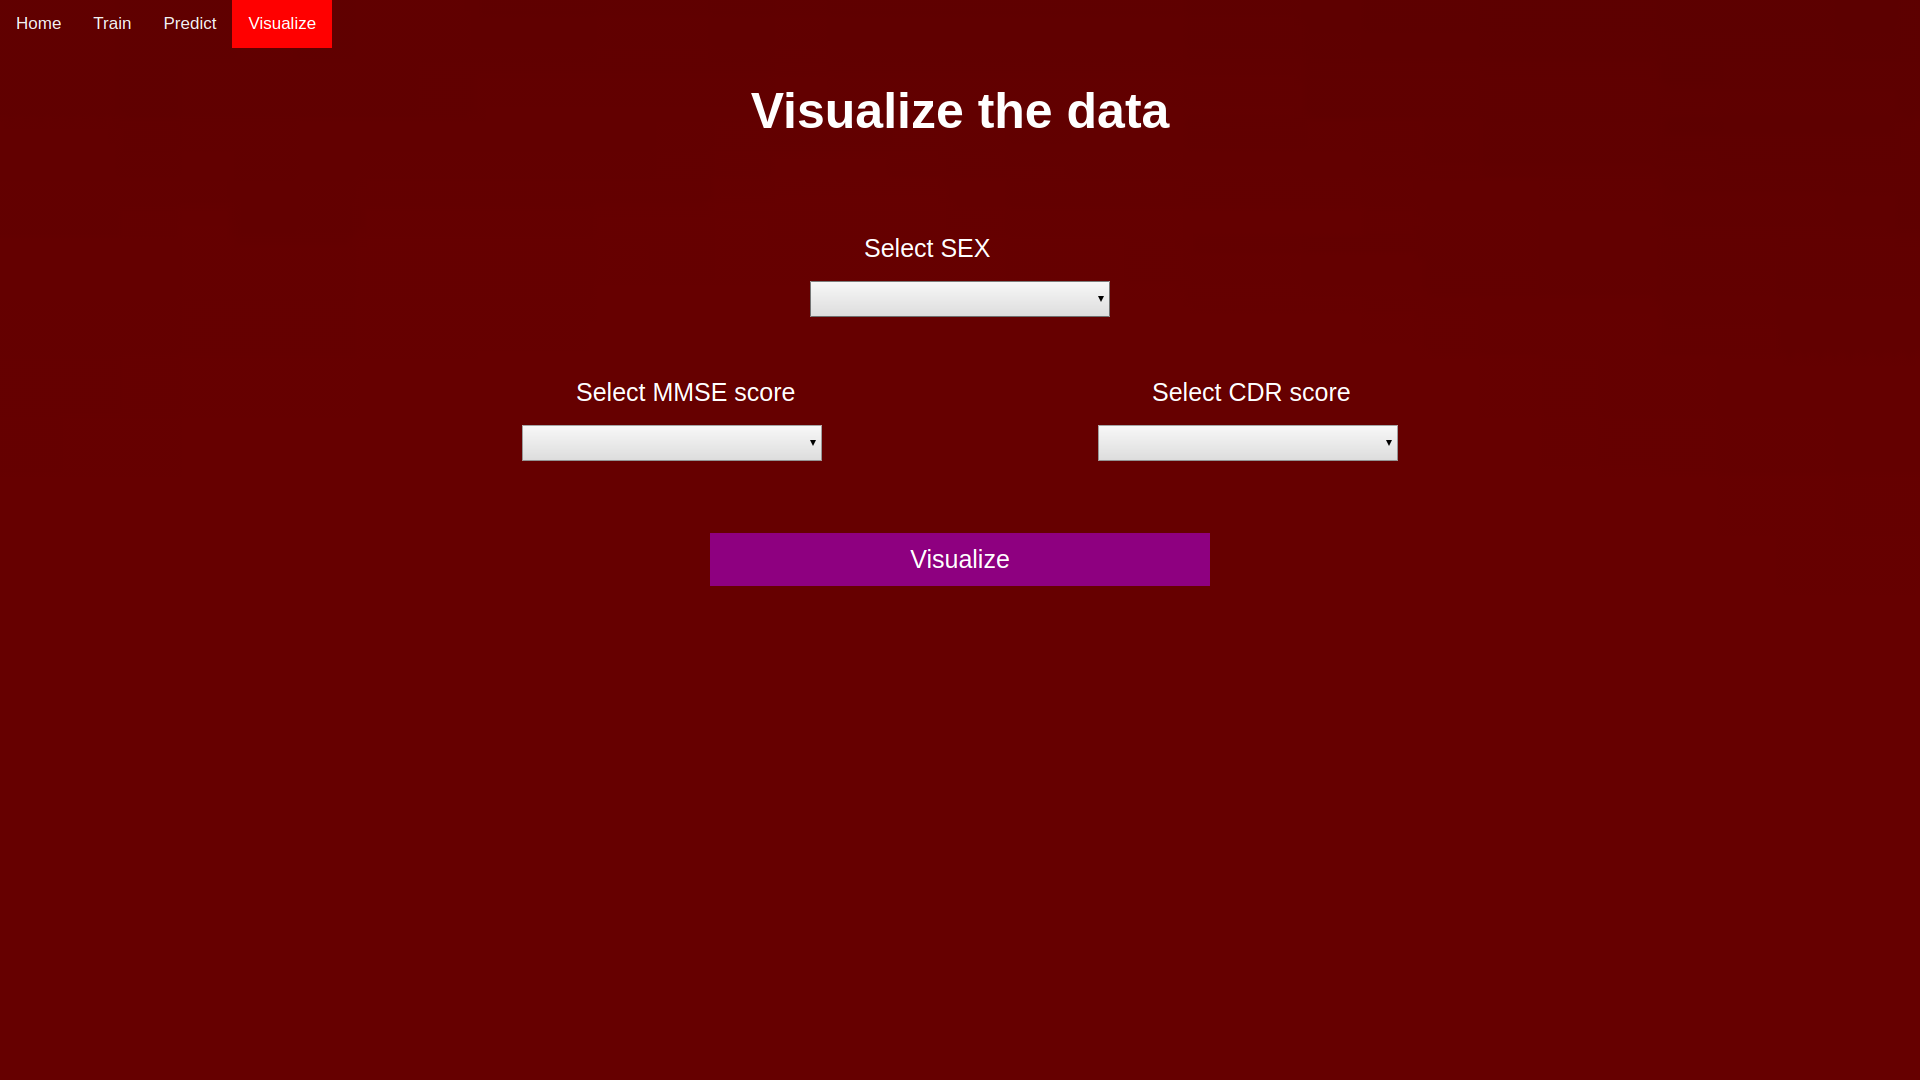 Home Train Predict Visualize
Visualize the data
Select SEX
Select MMSE score Select CDR score
Visualize